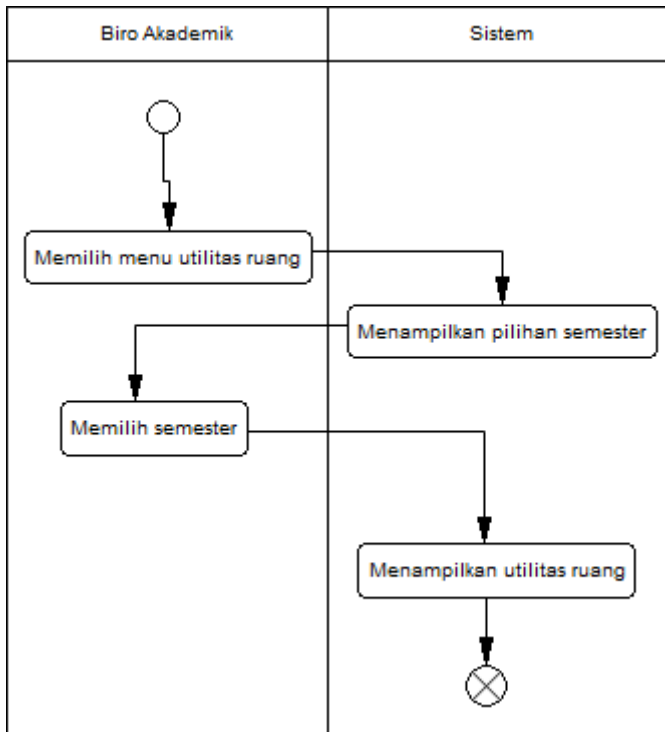 Biro Akademik
Sistem
Memilih menu utilitas ruang
Menampilkan pilihan semester
Memilih semester
Menampilkan utilitas ruang